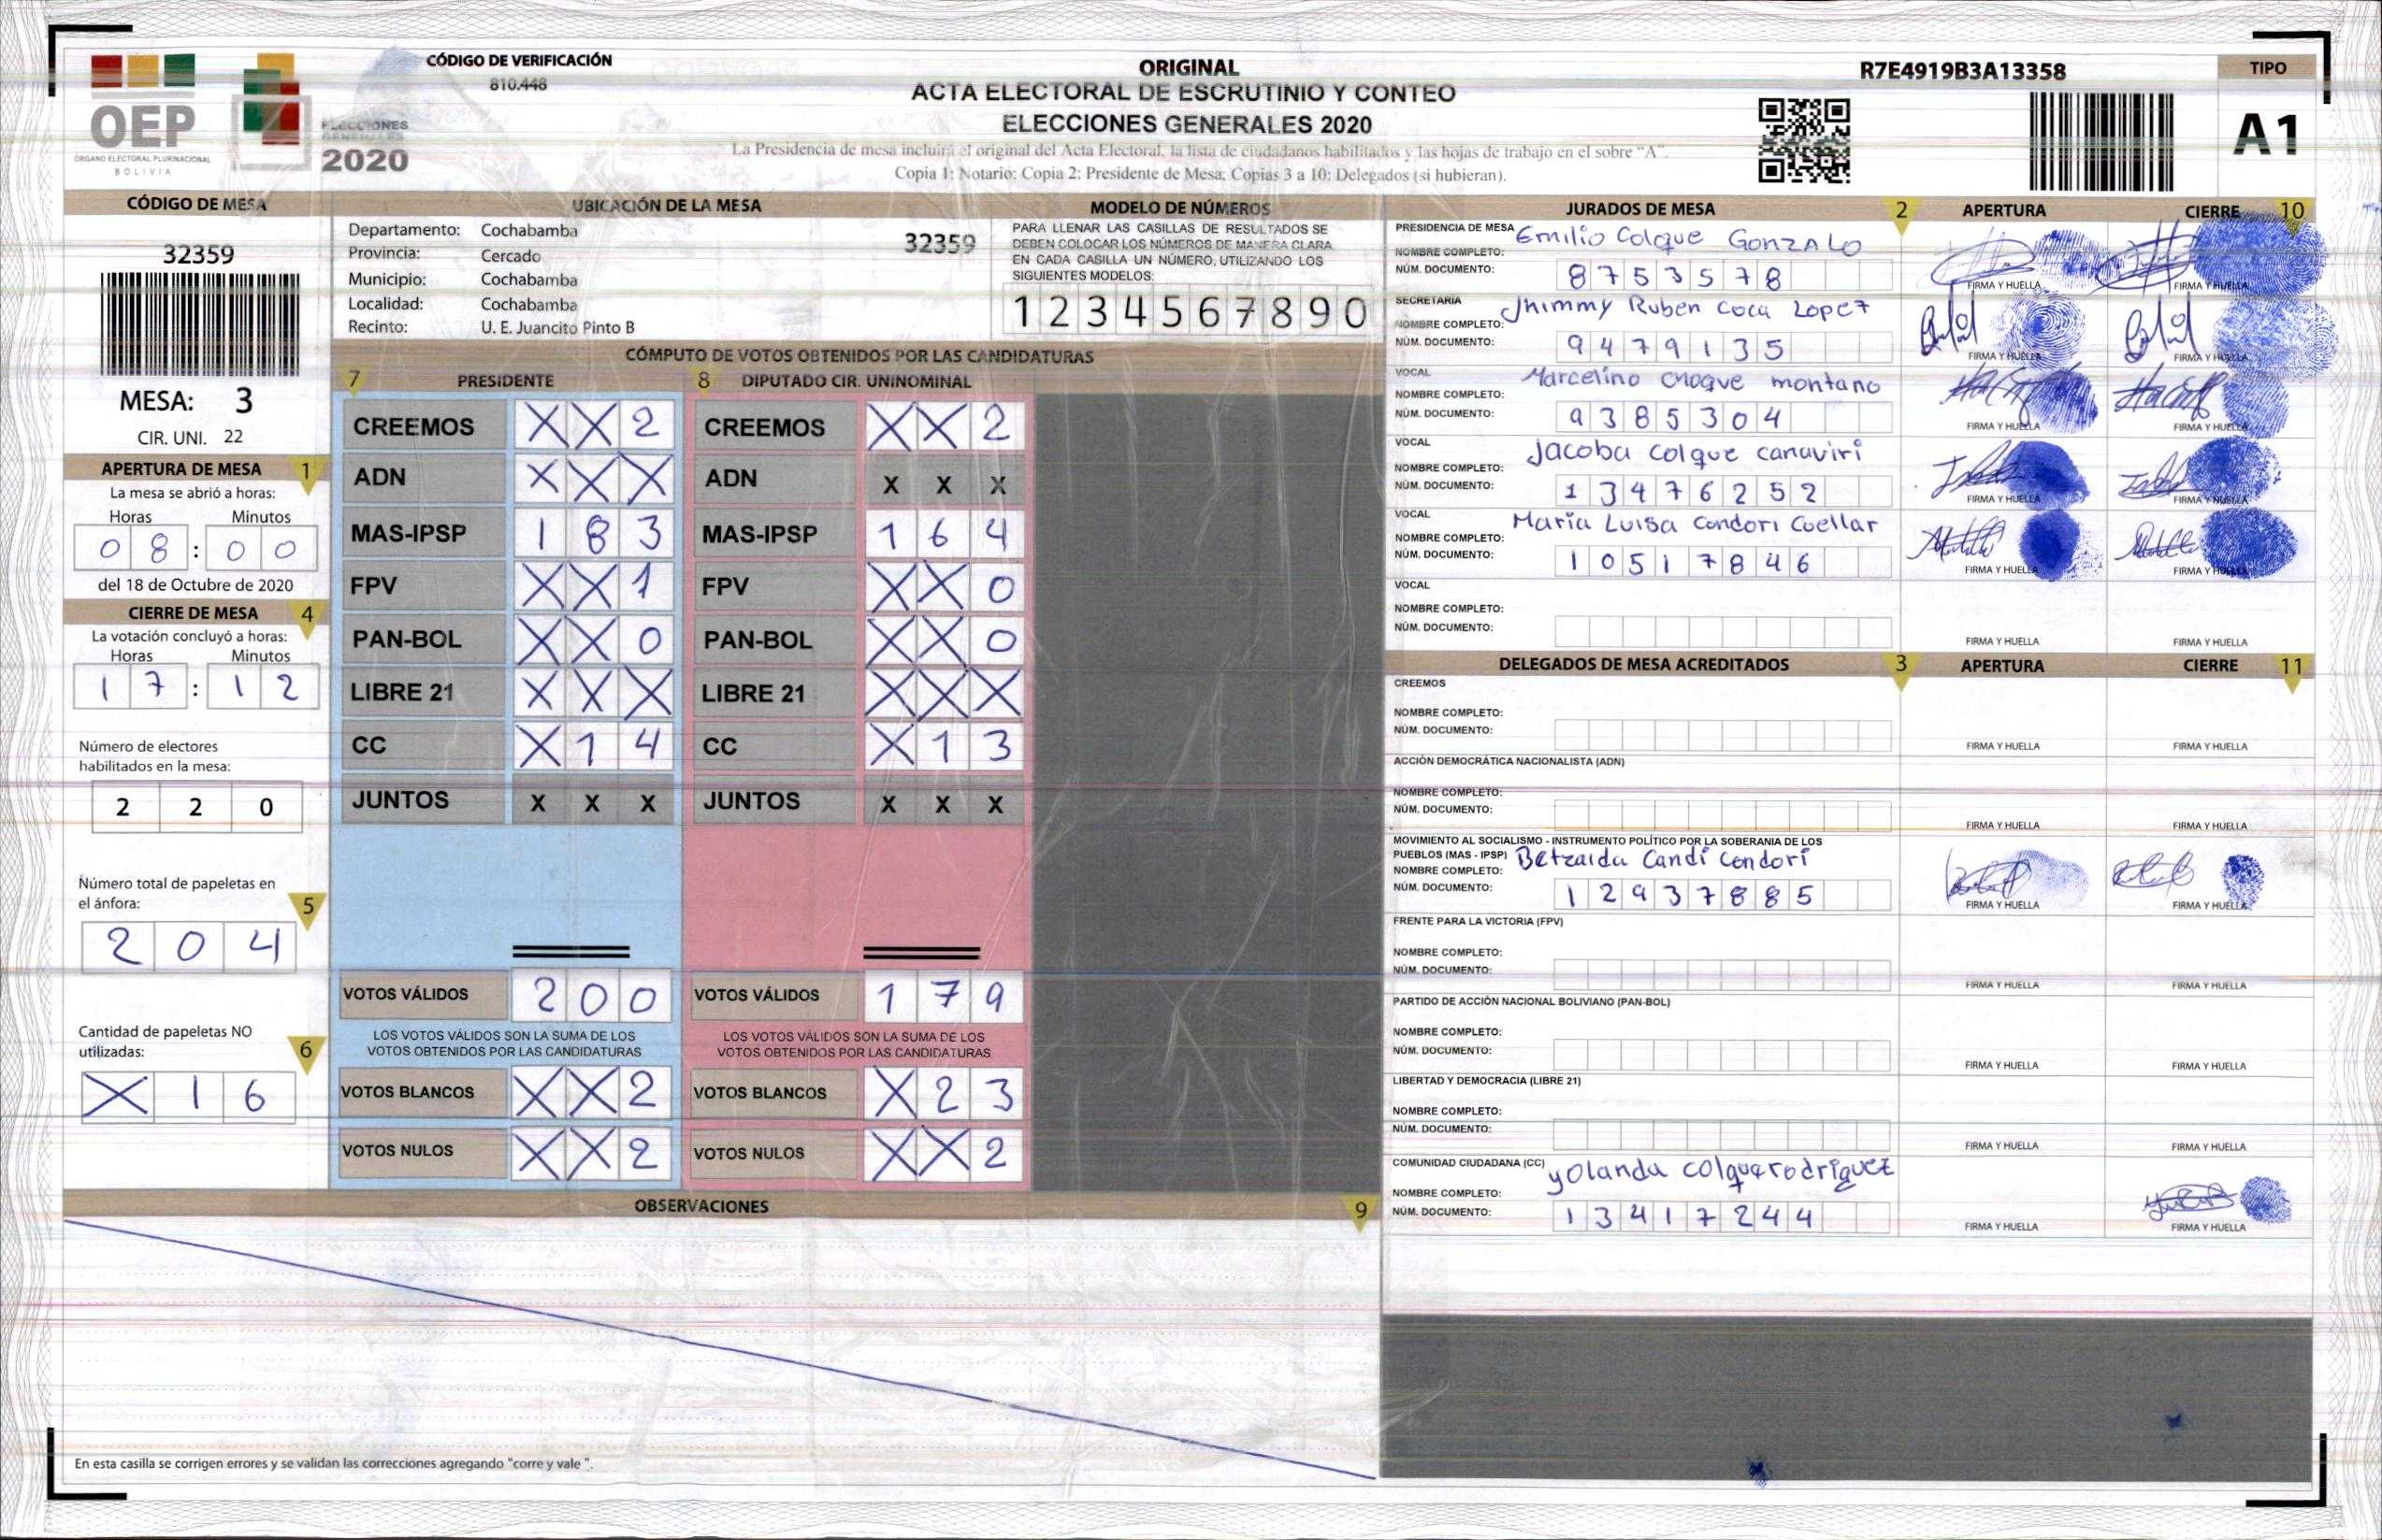 OEP
ÓRGANO ELECTORAL PLURINACIONAL
BOLIVIA
ELECCIONES
GENERALES
2020
CÓDIGO DE VERIFICACIÓN
810.448
ORIGINAL
ACTA ELECTORAL DE ESCRUTINIO Y CONTEO
ELECCIONES GENERALES 2020
La Presidencia de mesa incluirá el original del Acta Electoral, la lista de ciudadanos habilitados y las hojas de trabajo en el sobre "A".
Copia 1: Notario: Copia 2: Presidente de Mesa; Copias 3 a 10: Delegados (si hubieran).
R7E4919B3A13358
TIPO
A1
CÓDIGO DE MESA
32359
MESA: 3
CIR. UNI. 22
APERTURA DE MESA 1
La mesa se abrió a horas:
Horas Minutos
0 8 : 0 0
del 18 de Octubre de 2020
CIERRE DE MESA 4
La votación concluyó a horas:
Horas Minutos
1 7 : 1 2
Número de electores
habilitados en la mesa:
2 2 0
Número total de papeletas en
el ánfora: 5
2 0 4
Cantidad de papeletas NO
utilizadas: 6
X 1 6
UBICACIÓN DE LA MESA
Departamento: Cochabamba 32359
Provincia: Cercado
Municipio: Cochabamba
Localidad: Cochabamba
Recinto: U. E. Juancito Pinto B
MODELO DE NÚMEROS
PARA LLENAR LAS CASILLAS DE RESULTADOS SE
DEBEN COLOCAR LOS NÚMEROS DE MANERA CLARA
EN CADA CASILLA UN NÚMERO, UTILIZANDO LOS
SIGUIENTES MODELOS:
1 2 3 4 5 6 7 8 9 0
CÓMPUTO DE VOTOS OBTENIDOS POR LAS CANDIDATURAS
7 PRESIDENTE 8 DIPUTADO CIR. UNINOMINAL
CREEMOS X X 2 CREEMOS X X 2
ADN X X X ADN X X X
MAS-IPSP 1 8 3 MAS-IPSP 1 6 4
FPV X X 1 FPV X X 0
PAN-BOL X X 0 PAN-BOL X X 0
LIBRE 21 X X X LIBRE 21 X X X
CC X 1 4 CC X 1 3
JUNTOS X X X JUNTOS X X X
VOTOS VÁLIDOS 2 0 0 VOTOS VÁLIDOS 1 7 9
LOS VOTOS VÁLIDOS SON LA SUMA DE LOS LOS VOTOS VÁLIDOS SON LA SUMA DE LOS
VOTOS OBTENIDOS POR LAS CANDIDATURAS VOTOS OBTENIDOS POR LAS CANDIDATURAS
VOTOS BLANCOS X X 2 VOTOS BLANCOS X 2 3
VOTOS NULOS X X 2 VOTOS NULOS X X 2
OBSERVACIONES 9
En esta casilla se corrigen errores y se validan las correcciones agregando "corre y vale ".
JURADOS DE MESA 2 APERTURA CIERRE 10
PRESIDENCIA DE MESA Emilio Colque GONZALO
NOMBRE COMPLETO:
NÚM. DOCUMENTO: 8 7 5 3 5 7 8
FIRMA Y HUELLA FIRMA Y HUELLA
SECRETARIA Jhimmy Ruben Coca Lopez
NOMBRE COMPLETO:
NÚM. DOCUMENTO: 9 4 7 9 1 3 5
FIRMA Y HUELLA FIRMA Y HUELLA
VOCAL Marcelino choque montano
NOMBRE COMPLETO:
NÚM. DOCUMENTO: 9 3 8 5 3 0 4
FIRMA Y HUELLA FIRMA Y HUELLA
VOCAL Jacoba colque canaviri
NOMBRE COMPLETO:
NÚM. DOCUMENTO: 1 3 4 7 6 2 5 2
FIRMA Y HUELLA FIRMA Y HUELLA
VOCAL Maria Luisa Condori Cuellar
NOMBRE COMPLETO:
NÚM. DOCUMENTO: 1 0 5 1 7 8 4 6
FIRMA Y HUELLA FIRMA Y HUELLA
VOCAL
NOMBRE COMPLETO:
NÚM. DOCUMENTO:
FIRMA Y HUELLA FIRMA Y HUELLA
DELEGADOS DE MESA ACREDITADOS 3 APERTURA CIERRE 11
CREEMOS
NOMBRE COMPLETO:
NÚM. DOCUMENTO:
FIRMA Y HUELLA FIRMA Y HUELLA
ACCIÓN DEMOCRÁTICA NACIONALISTA (ADN)
NOMBRE COMPLETO:
NÚM. DOCUMENTO:
FIRMA Y HUELLA FIRMA Y HUELLA
MOVIMIENTO AL SOCIALISMO - INSTRUMENTO POLÍTICO POR LA SOBERANIA DE LOS
PUEBLOS (MAS - IPSP) Betzaida Candi Condori
NOMBRE COMPLETO:
NÚM. DOCUMENTO: 1 2 9 3 7 8 8 5
FIRMA Y HUELLA FIRMA Y HUELLA
FRENTE PARA LA VICTORIA (FPV)
NOMBRE COMPLETO:
NÚM. DOCUMENTO:
FIRMA Y HUELLA FIRMA Y HUELLA
PARTIDO DE ACCIÓN NACIONAL BOLIVIANO (PAN-BOL)
NOMBRE COMPLETO:
NÚM. DOCUMENTO:
FIRMA Y HUELLA FIRMA Y HUELLA
LIBERTAD Y DEMOCRACIA (LIBRE 21)
NOMBRE COMPLETO:
NÚM. DOCUMENTO:
FIRMA Y HUELLA FIRMA Y HUELLA
COMUNIDAD CIUDADANA (CC) yolanda colque rodriguez
NOMBRE COMPLETO:
NÚM. DOCUMENTO: 1 3 4 1 7 2 4 4
FIRMA Y HUELLA FIRMA Y HUELLA